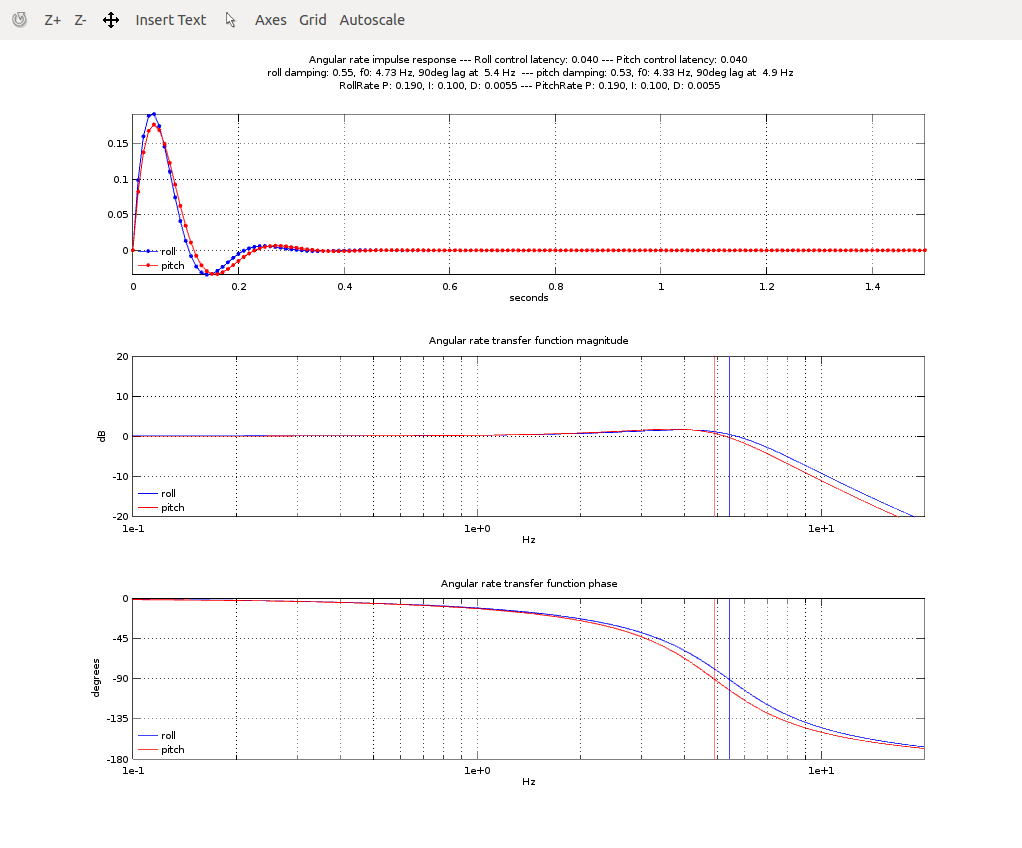 Z+ Z- Insert Text Axes Grid Autoscale
Angular rate impulse response --- Roll control latency: 0.040 --- Pitch control latency: 0.040
roll damping: 0.55, f0: 4.73 Hz, 90deg lag at  5.4 Hz  --- pitch damping: 0.53, f0: 4.33 Hz, 90deg lag at  4.9 Hz
RollRate P: 0.190, I: 0.100, D: 0.0055 --- PitchRate P: 0.190, I: 0.100, D: 0.0055
0.15
0.1
0.05
0
roll
pitch
0 0.2 0.4 0.6 0.8 1 1.2 1.4
seconds
Angular rate transfer function magnitude
20
10
0
-10
-20
dB
roll
pitch
1e-1 1e+0 1e+1
Hz
Angular rate transfer function phase
0
-45
-90
-135
-180
degrees
roll
pitch
1e-1 1e+0 1e+1
Hz